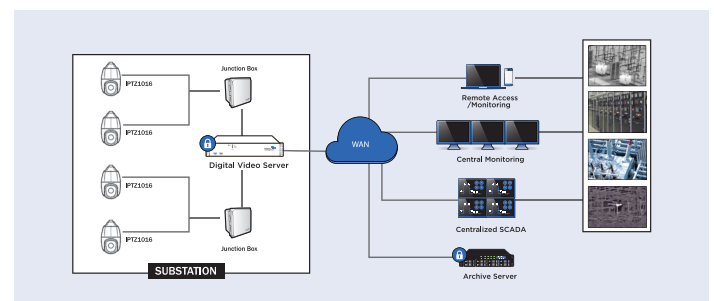 Junction Box
IPTZ1016
IPTZ1016
Digital Video Server
IPTZ1016
IPTZ1016
Junction Box
SUBSTATION
WAN
Remote Access
/Monitoring
Central Monitoring
Centralized SCADA
Archive Server